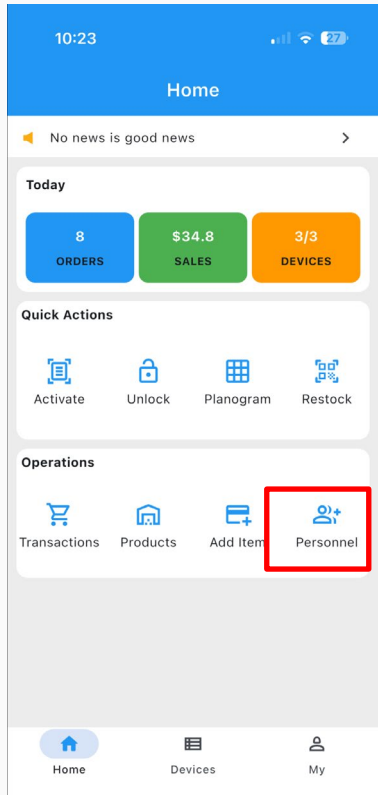 10:23
27
Home
No news is good news
Today
8
$34.8
3/3
ORDERS
SALES
DEVICES
Quick Actions
Activate
Unlock
Planogram
Restock
Operations
Transactions
Products
Add Item
Personnel
Home
Devices
My